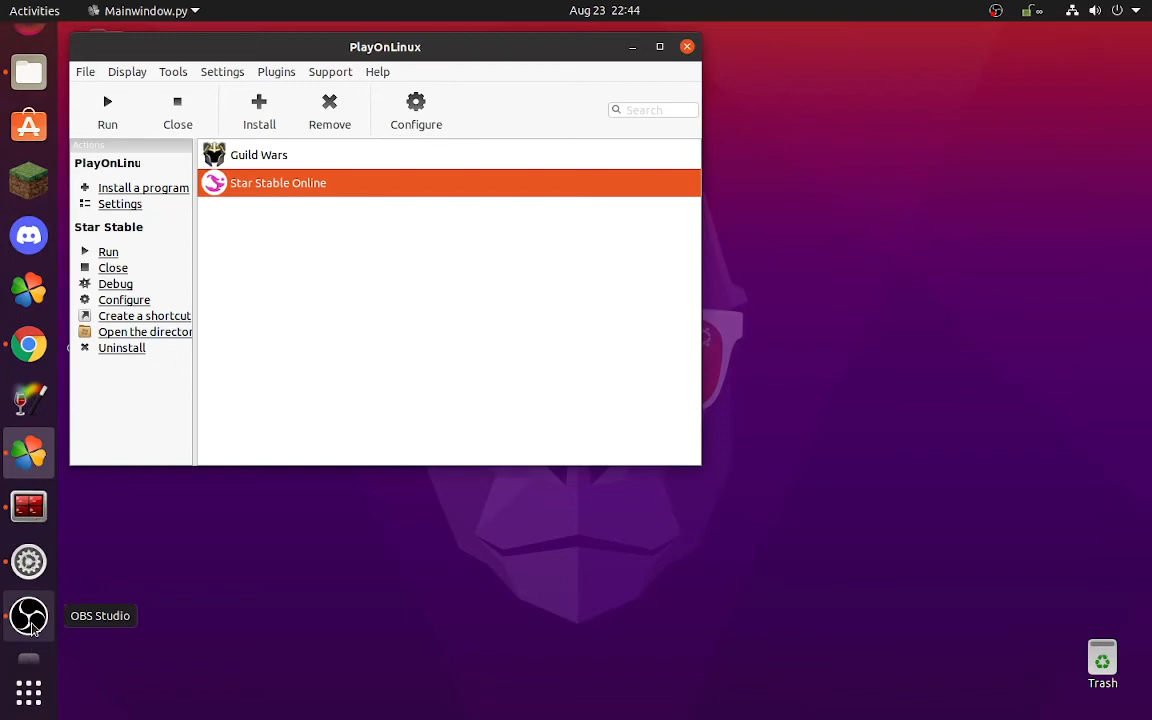 Activities
Mainwindow.py
Aug 23 22:44
PlayOnLinux
File Display Tools Settings Plugins Support Help
Run Close Install Remove Configure
Search
Actions
PlayOnLinu
Install a program
Settings
Star Stable
Run
Close
Debug
Configure
Create a shortcut
Open the director
Uninstall
Guild Wars
Star Stable Online
OBS Studio
Trash